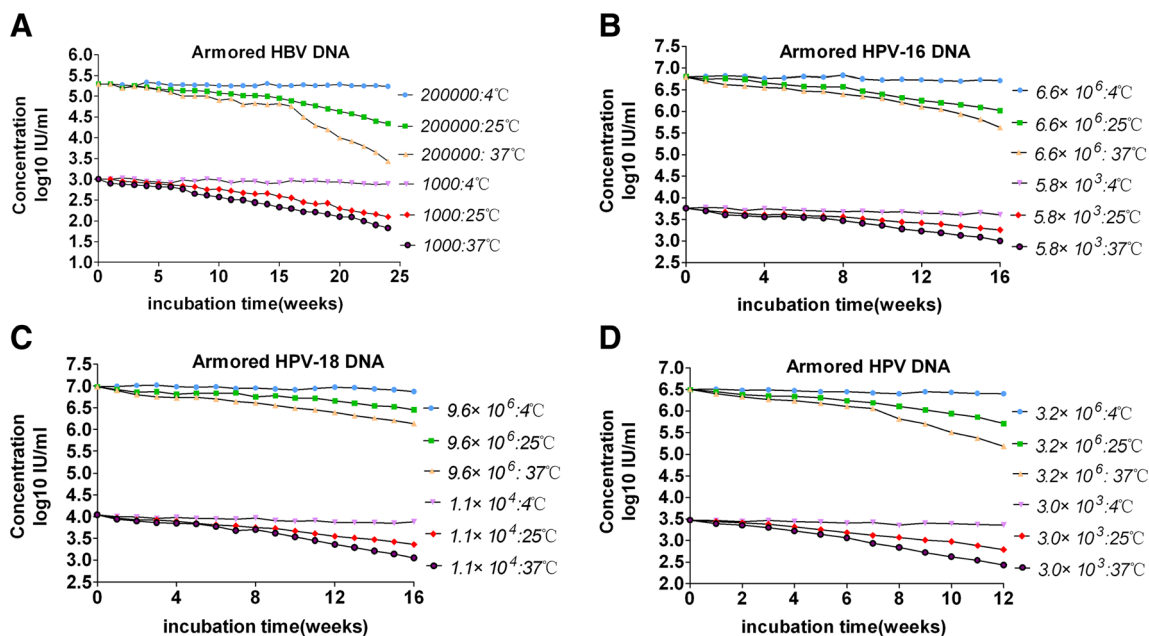 A
Armored HBV DNA
Concentration
log10 IU/ml
6.0
5.5
5.0
4.5
4.0
3.5
3.0
2.5
2.0
1.5
1.0
0 5 10 15 20 25
incubation time(weeks)
200000:4℃
200000:25℃
200000: 37℃
1000:4℃
1000:25℃
1000:37℃
B
Armored HPV-16 DNA
Concentration
log10 IU/ml
7.5
7.0
6.5
6.0
5.5
5.0
4.5
4.0
3.5
3.0
2.5
0 4 8 12 16
incubation time(weeks)
6.6× 10⁶:4℃
6.6× 10⁶:25℃
6.6× 10⁶: 37℃
5.8× 10³:4℃
5.8× 10³:25℃
5.8× 10³:37℃
C
Armored HPV-18 DNA
Concentration
log10 IU/ml
7.5
7.0
6.5
6.0
5.5
5.0
4.5
4.0
3.5
3.0
2.5
0 4 8 12 16
incubation time(weeks)
9.6× 10⁶:4℃
9.6× 10⁶:25℃
9.6× 10⁶: 37℃
1.1× 10⁴:4℃
1.1× 10⁴:25℃
1.1× 10⁴:37℃
D
Armored HPV DNA
Concentration
log10 IU/ml
7.0
6.5
6.0
5.5
5.0
4.5
4.0
3.5
3.0
2.5
2.0
0 2 4 6 8 10 12
incubation time(weeks)
3.2× 10⁶:4℃
3.2× 10⁶:25℃
3.2× 10⁶: 37℃
3.0× 10³:4℃
3.0× 10³:25℃
3.0× 10³:37℃